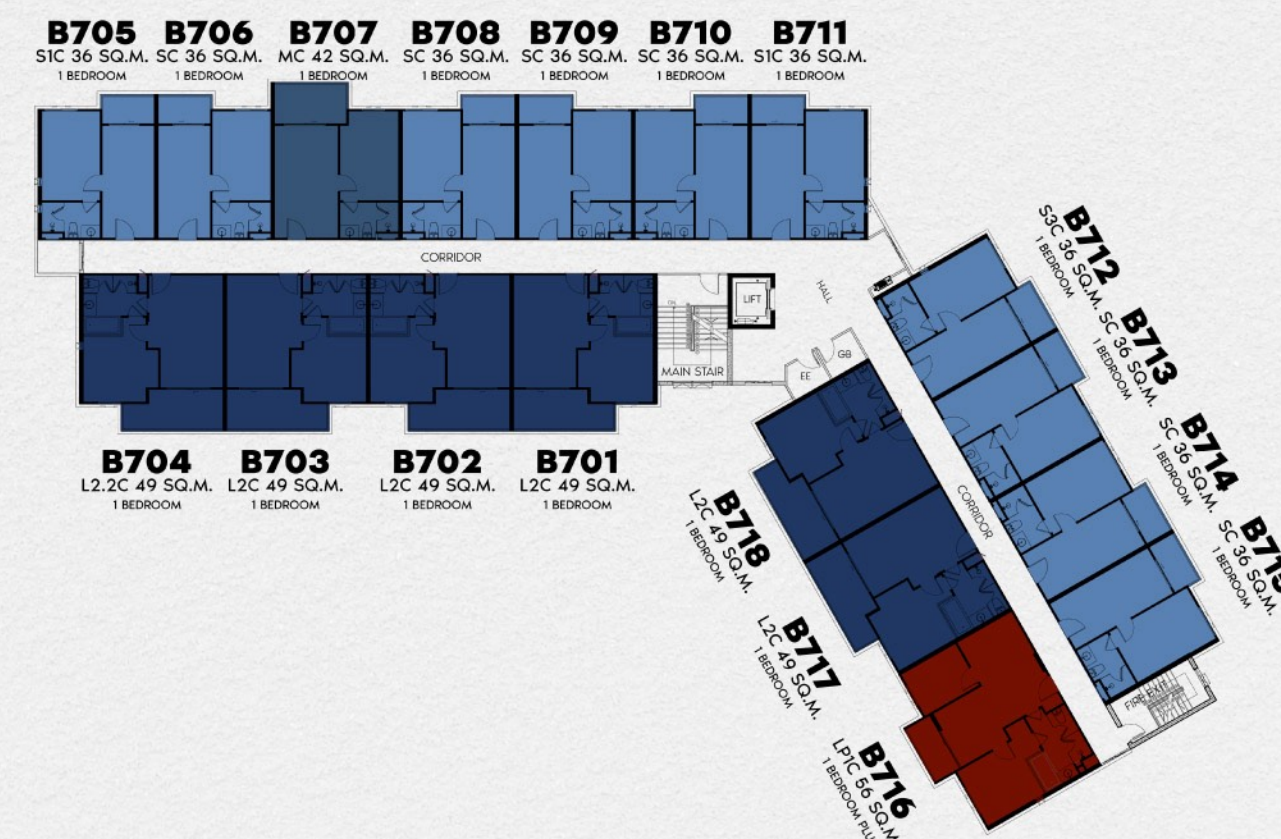 B705
S1C 36 SQ.M.
1 BEDROOM
B706
SC 36 SQ.M.
1 BEDROOM
B707
MC 42 SQ.M.
1 BEDROOM
B708
SC 36 SQ.M.
1 BEDROOM
B709
SC 36 SQ.M.
1 BEDROOM
B710
SC 36 SQ.M.
1 BEDROOM
B711
S1C 36 SQ.M.
1 BEDROOM
CORRIDOR
HALL
LIFT
MAIN STAIR
EE
GB
B704
L2.2C 49 SQ.M.
1 BEDROOM
B703
L2C 49 SQ.M.
1 BEDROOM
B702
L2C 49 SQ.M.
1 BEDROOM
B701
L2C 49 SQ.M.
1 BEDROOM
B712
S3C 36 SQ.M.
1 BEDROOM
B713
SC 36 SQ.M.
1 BEDROOM
B714
SC 36 SQ.M.
1 BEDROOM
B715
SC 36 SQ.M.
1 BEDROOM
CORRIDOR
FIRE EXIT
B718
L2C 49 SQ.M.
1 BEDROOM
B717
L2C 49 SQ.M.
1 BEDROOM
B716
LP1C 56 SQ.M
1 BEDROOM PLU